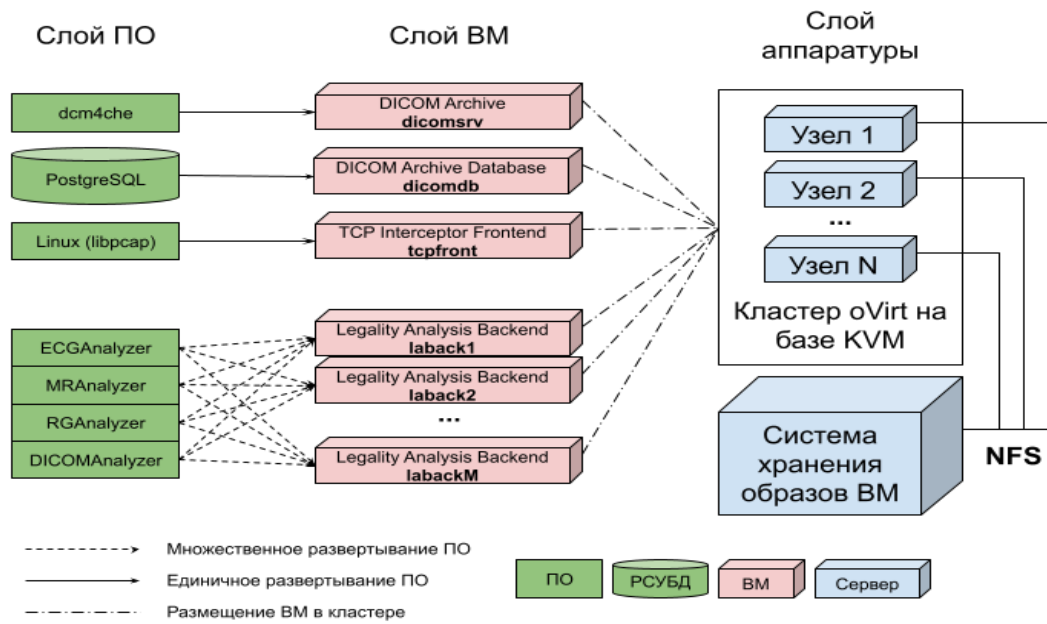 Слой ПО
Слой ВМ
Слой
аппаратуры
dcm4che
DICOM Archive
dicomsrv
Узел 1
PostgreSQL
DICOM Archive Database
dicomdb
Узел 2
...
Linux (libpcap)
TCP Interceptor Frontend
tcpfront
Узел N
Кластер oVirt на
базе KVM
ECGAnalyzer
MRAnalyzer
RGAnalyzer
DICOMAnalyzer
Legality Analysis Backend
laback1
Legality Analysis Backend
laback2
...
Legality Analysis Backend
labackM
Система
хранения
образов ВМ
NFS
Множественное развертывание ПО
Единичное развертывание ПО
Размещение ВМ в кластере
ПО
РСУБД
ВМ
Сервер